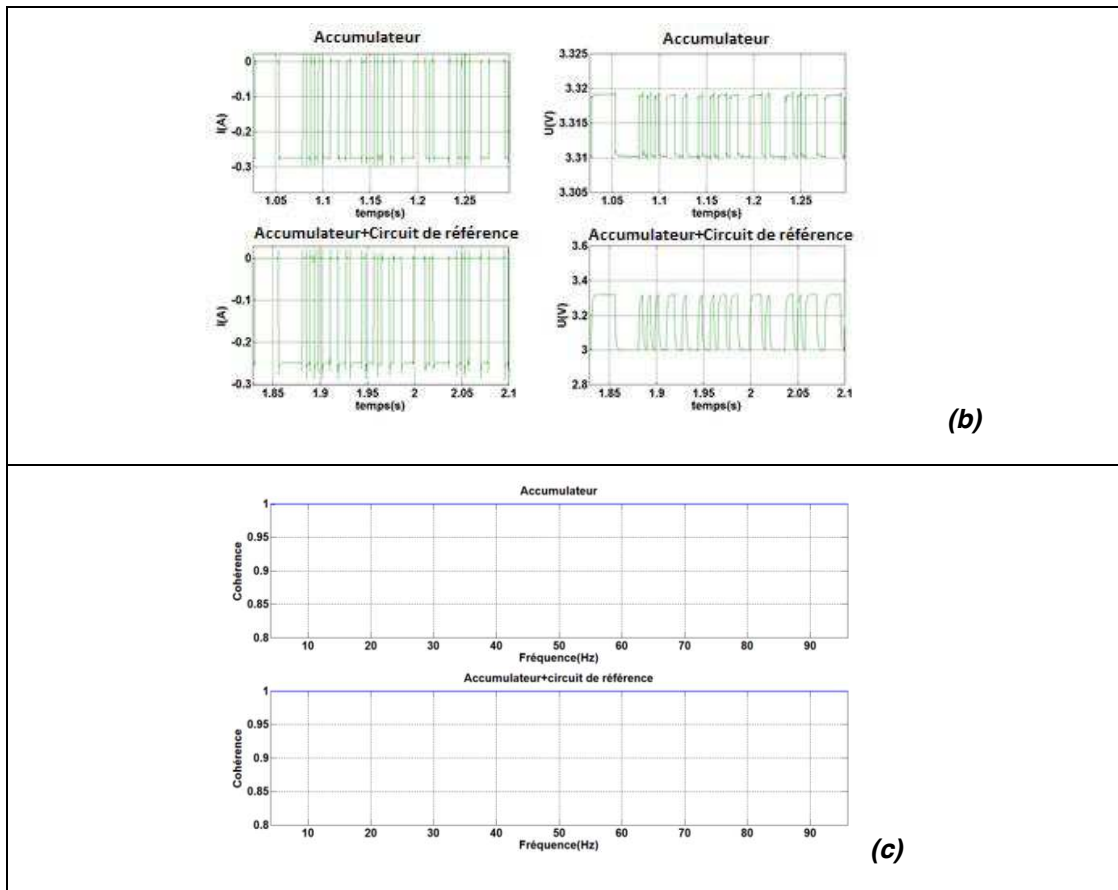 Accumulateur
0
-0.1
-0.2
-0.3
I(A)
1.05 1.1 1.15 1.2 1.25
temps(s)
Accumulateur
3.325
3.32
3.315
3.31
3.305
U(V)
1.05 1.1 1.15 1.2 1.25
temps(s)
Accumulateur+Circuit de référence
0
-0.1
-0.2
-0.3
I(A)
1.85 1.9 1.95 2 2.05 2.1
temps(s)
Accumulateur+Circuit de référence
3.6
3.4
3.2
3
2.8
U(V)
1.85 1.9 1.95 2 2.05 2.1
temps(s)
(b)
Accumulateur
1
0.95
0.9
0.85
0.8
Cohérence
10 20 30 40 50 60 70 80 90
Fréquence(Hz)
Accumulateur+circuit de référence
1
0.95
0.9
0.85
0.8
Cohérence
10 20 30 40 50 60 70 80 90
Fréquence(Hz)
(c)